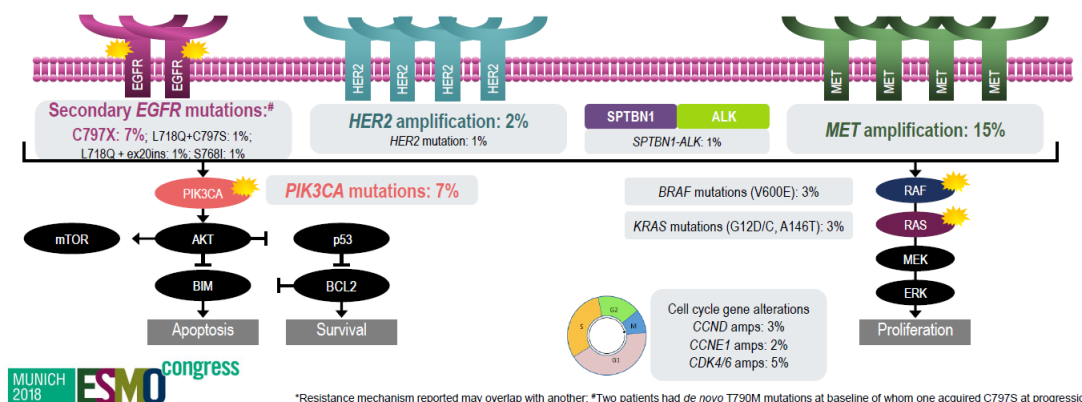 EGFR
EGFR
HER2
HER2
HER2
HER2
MET
MET
MET
MET
Secondary EGFR mutations:#
C797X: 7%; L718Q+C797S: 1%;
L718Q + ex20ins: 1%; S768I: 1%
HER2 amplification: 2%
HER2 mutation: 1%
SPTBN1 ALK
SPTBN1-ALK: 1%
MET amplification: 15%
PIK3CA
PIK3CA mutations: 7%
BRAF mutations (V600E): 3%
RAF
KRAS mutations (G12D/C, A146T): 3%
RAS
mTOR
AKT
p53
MEK
BIM
BCL2
ERK
Apoptosis
Survival
Proliferation
G2
S
M
G1
Cell cycle gene alterations
CCND amps: 3%
CCNE1 amps: 2%
CDK4/6 amps: 5%
MUNICH
2018
ESMO congress
*Resistance mechanism reported may overlap with another; #Two patients had de novo T790M mutations at baseline of whom one acquired C797S at progressio